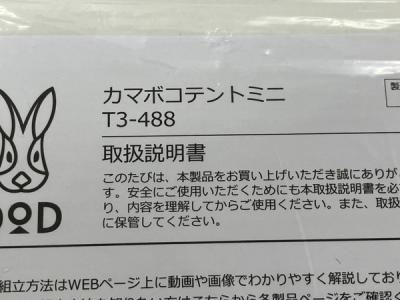 カマボコテントミニ
T3-488
取扱説明書
このたびは、本製品をお買い上げいただき誠にありが
す。安全にご使用いただくためにも本取扱説明書を必
り、内容を理解してからご使用ください。また、取扱
に保管してください。
OD
組立方法はWEBページ上に動画や画像でわかりやすく解説しており
製